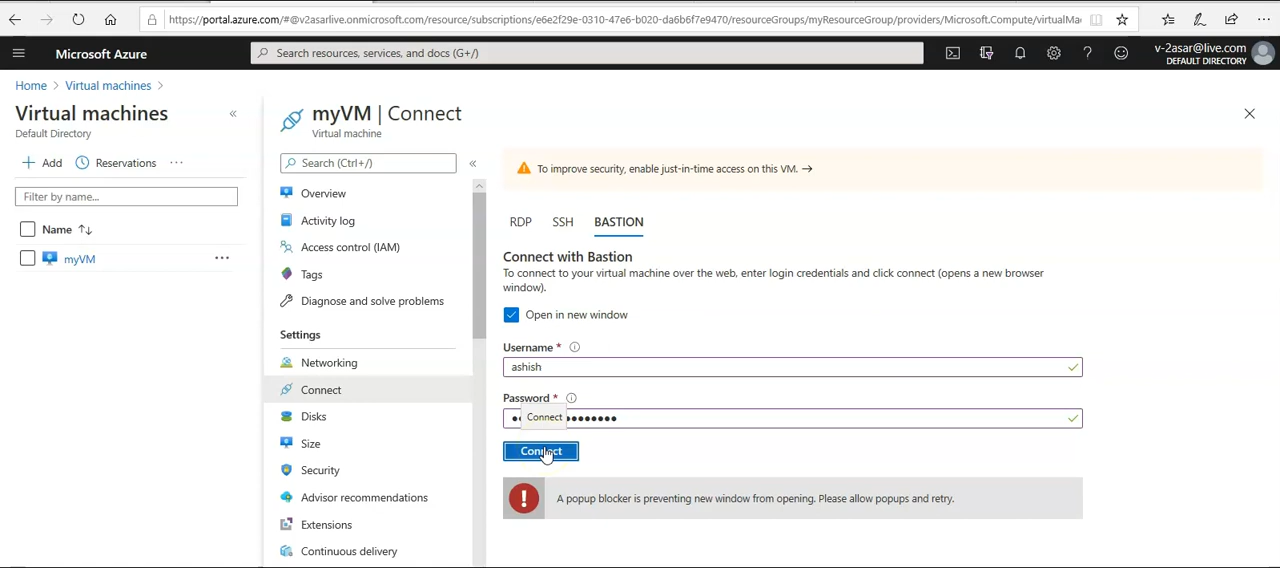 https://portal.azure.com/#@v2asarlive.onmicrosoft.com/resource/subscriptions/e6e2f29e-0310-47e6-b020-da6b6f7e9470/resourceGroups/myResourceGroup/providers/Microsoft.Compute/virtualMa
Microsoft Azure
Search resources, services, and docs (G+/)
v-2asar@live.com
DEFAULT DIRECTORY
Home > Virtual machines >
Virtual machines «
Default Directory
+ Add Reservations ...
Filter by name...
Name ↑↓
myVM ...
myVM | Connect
Virtual machine
Search (Ctrl+/) «
Overview
Activity log
Access control (IAM)
Tags
Diagnose and solve problems
Settings
Networking
Connect
Disks
Size
Security
Advisor recommendations
Extensions
Continuous delivery
To improve security, enable just-in-time access on this VM. →
RDP SSH BASTION
Connect with Bastion
To connect to your virtual machine over the web, enter login credentials and click connect (opens a new browser
window).
Open in new window
Username *
ashish
Password *
Connect
Connect
A popup blocker is preventing new window from opening. Please allow popups and retry.